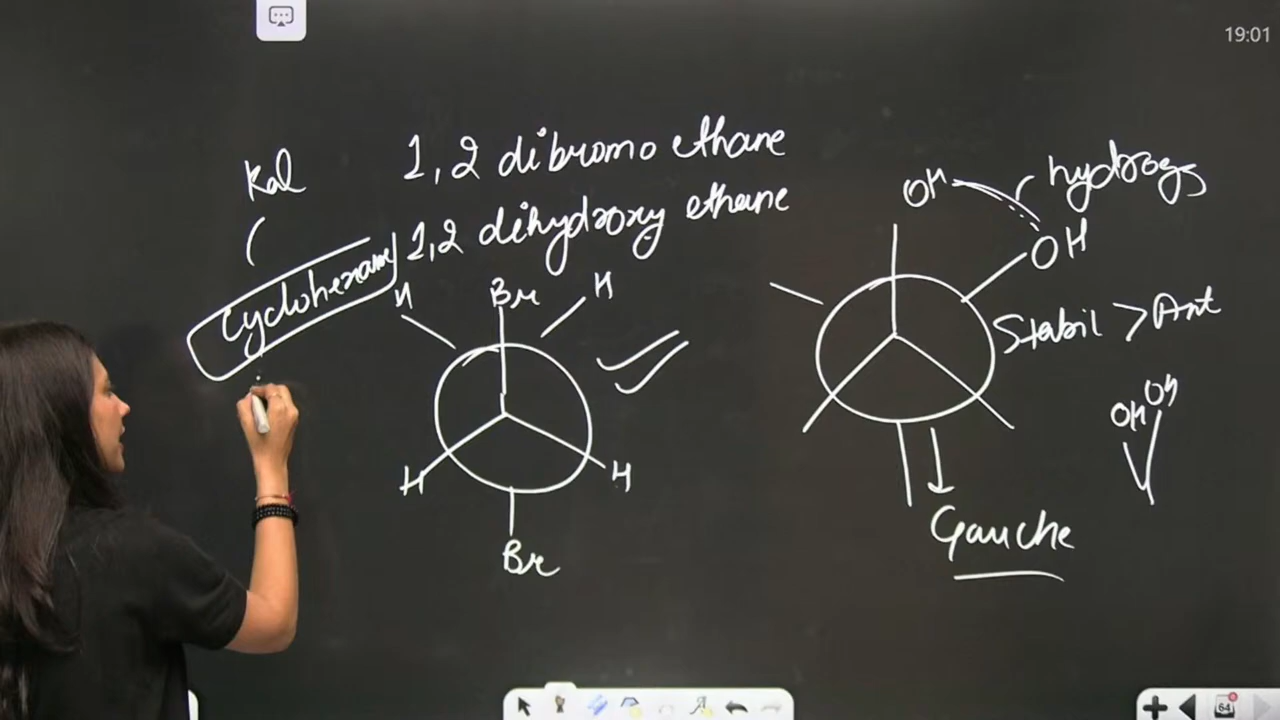 19:01
Kal
Cyclohexane
1,2 dibromo ethane
1,2 dihydroxy ethane
H
Br
H
H
H
Br
OH
OH
Stabil > Ant
OH OH
Gauche
64